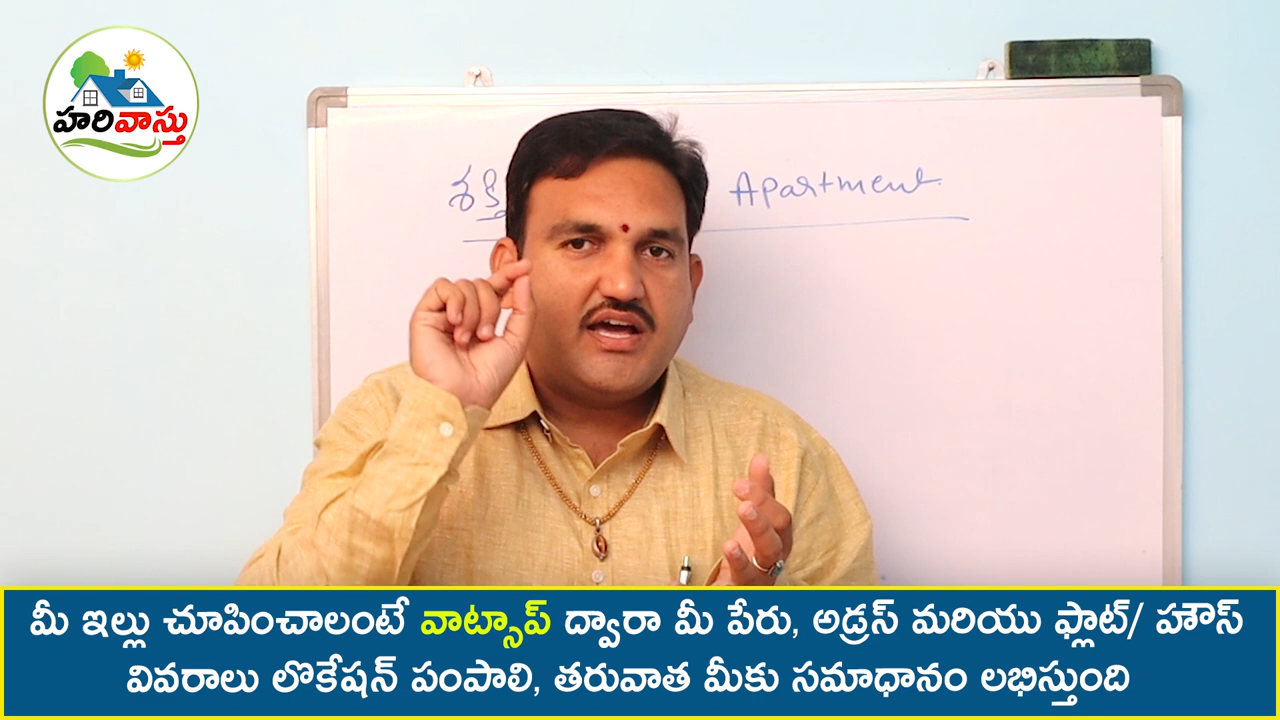 హరివాస్తు
Apartment
మీ ఇల్లు చూపించాలంటే వాట్సాప్ ద్వారా మీ పేరు, అడ్రస్ మరియు ఫ్లాట్/ హౌస్
వివరాలు లొకేషన్ పంపాలి, తరువాత మీకు సమాధానం లభిస్తుంది